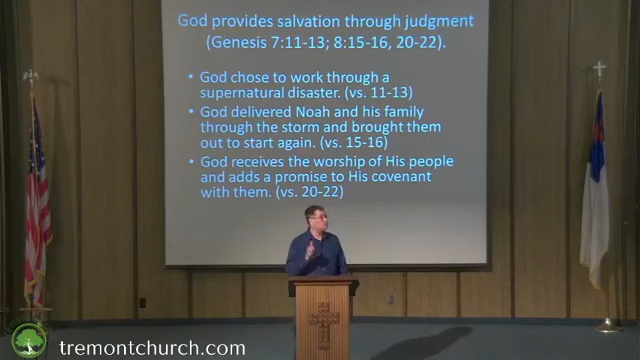 God provides salvation through judgment
(Genesis 7:11-13; 8:15-16, 20-22).
• God chose to work through a
supernatural disaster. (vs. 11-13)
• God delivered Noah and his family
through the storm and brought them
out to start again. (vs. 15-16)
• God receives the worship of His people
and adds a promise to His covenant
with them. (vs. 20-22)
tremontchurch.com